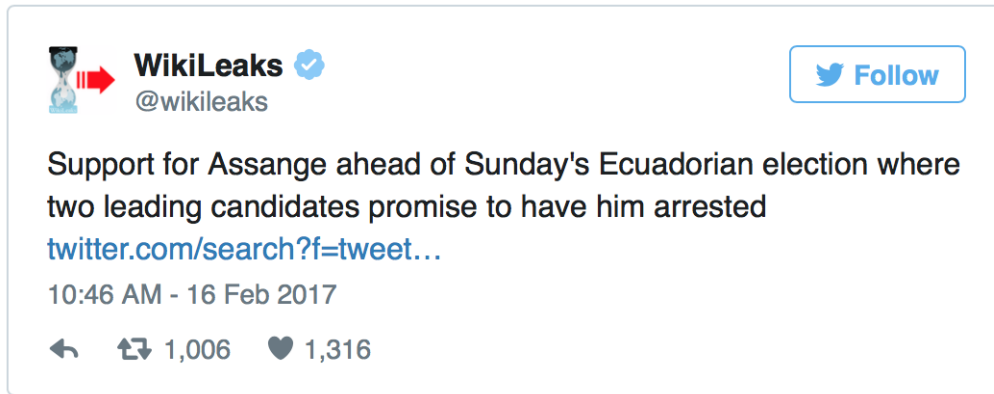 WikiLeaks
@wikileaks
Follow
Support for Assange ahead of Sunday's Ecuadorian election where
two leading candidates promise to have him arrested
twitter.com/search?f=tweet…
10:46 AM - 16 Feb 2017
1,006 1,316